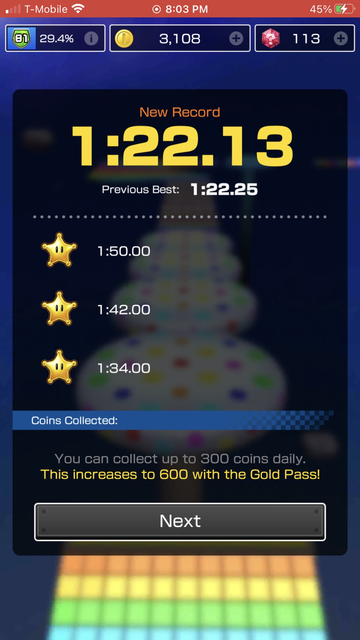 T-Mobile 8:03 PM 45%
81 29.4% i 3,108 + 113 +
New Record
1:22.13
Previous Best: 1:22.25
1:50.00
1:42.00
1:34.00
Coins Collected:
You can collect up to 300 coins daily.
This increases to 600 with the Gold Pass!
Next